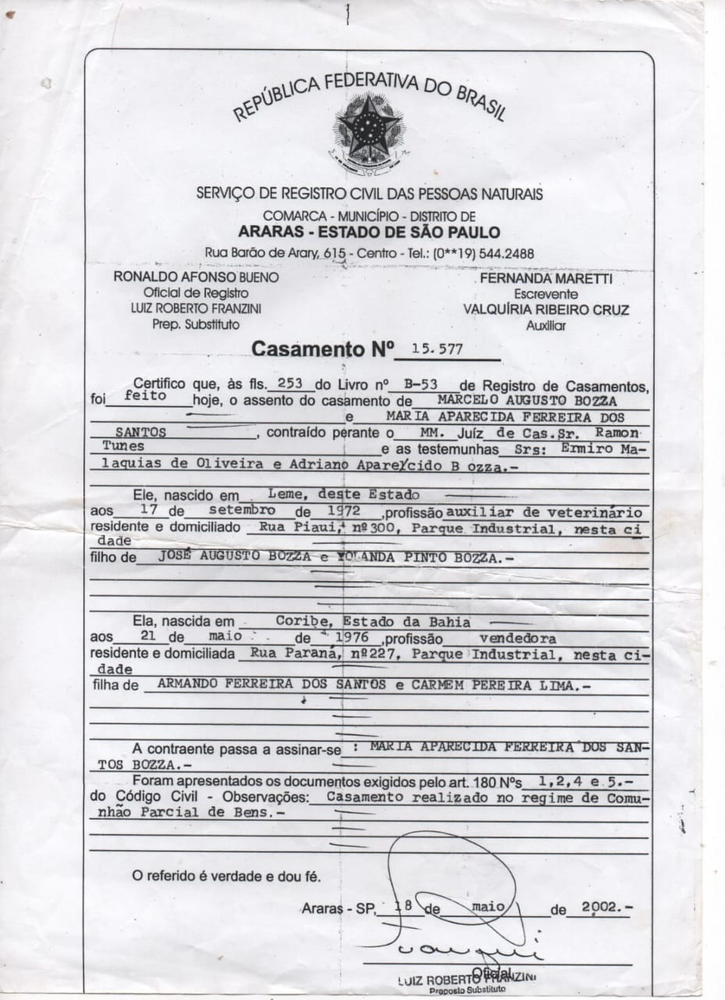 REPÚBLICA FEDERATIVA DO BRASIL
SERVIÇO DE REGISTRO CIVIL DAS PESSOAS NATURAIS
COMARCA - MUNICÍPIO - DISTRITO DE
ARARAS - ESTADO DE SÃO PAULO
Rua Barão de Arary, 615 - Centro - Tel.: (0**19) 544.2488
RONALDO AFONSO BUENO
Oficial de Registro
LUIZ ROBERTO FRANZINI
Prep. Substituto
FERNANDA MARETTI
Escrevente
VALQUÍRIA RIBEIRO CRUZ
Auxiliar
Casamento Nº 15.577
Certifico que, às fls. 253 do Livro nº B-53 de Registro de Casamentos,
foi feito hoje, o assento do casamento de MARCELO AUGUSTO BOZZA
e MARIA APARECIDA FERREIRA DOS
SANTOS , contraído perante o MM. Juíz de Cas.Sr. Ramon
Tunes e as testemunhas Srs: Ermiro Ma-
laquias de Oliveira e Adriano Aparecido B ozza.-
Ele, nascido em Leme, deste Estado
aos 17 de setembro de 1972 ,profissão auxiliar de veterinário
residente e domiciliado Rua Piaui, nº300, Parque Industrial, nesta ci
dade
filho de JOSÉ AUGUSTO BOZZA e YOLANDA PINTO BOZZA.-
Ela, nascida em Coribe, Estado da Bahia
aos 21 de maio de 1976 ,profissão vendedora
residente e domiciliada Rua Paraná, nº227, Parque Industrial, nesta ci-
dade
filha de ARMANDO FERREIRA DOS SANTOS e CARMEM PEREIRA LIMA.-
A contraente passa a assinar-se : MARIA APARECIDA FERREIRA DOS SAN-
TOS BOZZA.-
Foram apresentados os documentos exigidos pelo art. 180 Nºs 1,2,4 e 5.-
do Código Civil - Observações: Casamento realizado no regime de Comu-
nhão Parcial de Bens.-
O referido é verdade e dou fé.
Araras - SP, 18 de maio de 2002.-
Oficial
LUIZ ROBERTO FRANZINI
Preposto Substituto